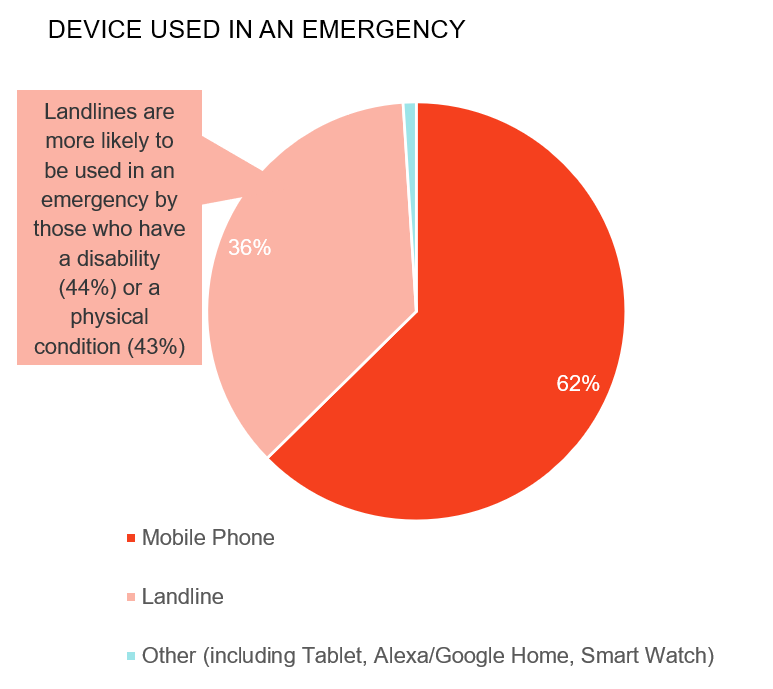 DEVICE USED IN AN EMERGENCY
Landlines are
more likely to
be used in an
emergency by
those who have
a disability
(44%) or a
physical
condition (43%)
36%
62%
Mobile Phone
Landline
Other (including Tablet, Alexa/Google Home, Smart Watch)